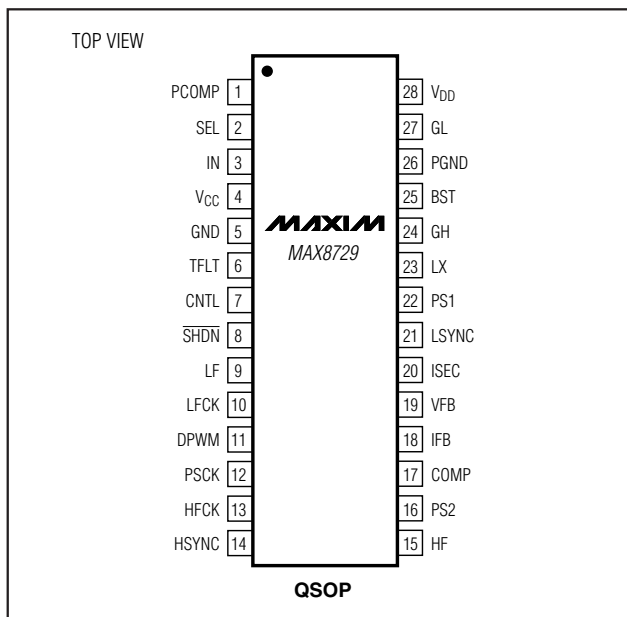 TOP VIEW
PCOMP 1
SEL 2
IN 3
VCC 4
GND 5
TFLT 6
CNTL 7
SHDN 8
LF 9
LFCK 10
DPWM 11
PSCK 12
HFCK 13
HSYNC 14
MAXIM
MAX8729
28 VDD
27 GL
26 PGND
25 BST
24 GH
23 LX
22 PS1
21 LSYNC
20 ISEC
19 VFB
18 IFB
17 COMP
16 PS2
15 HF
QSOP